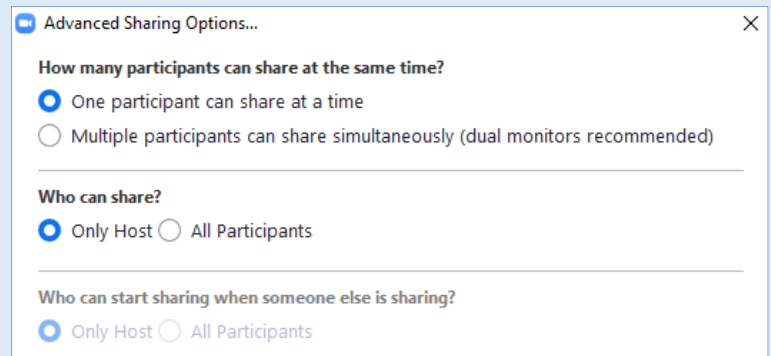 Advanced Sharing Options...
How many participants can share at the same time?
One participant can share at a time
Multiple participants can share simultaneously (dual monitors recommended)
Who can share?
Only Host All Participants
Who can start sharing when someone else is sharing?
Only Host All Participants